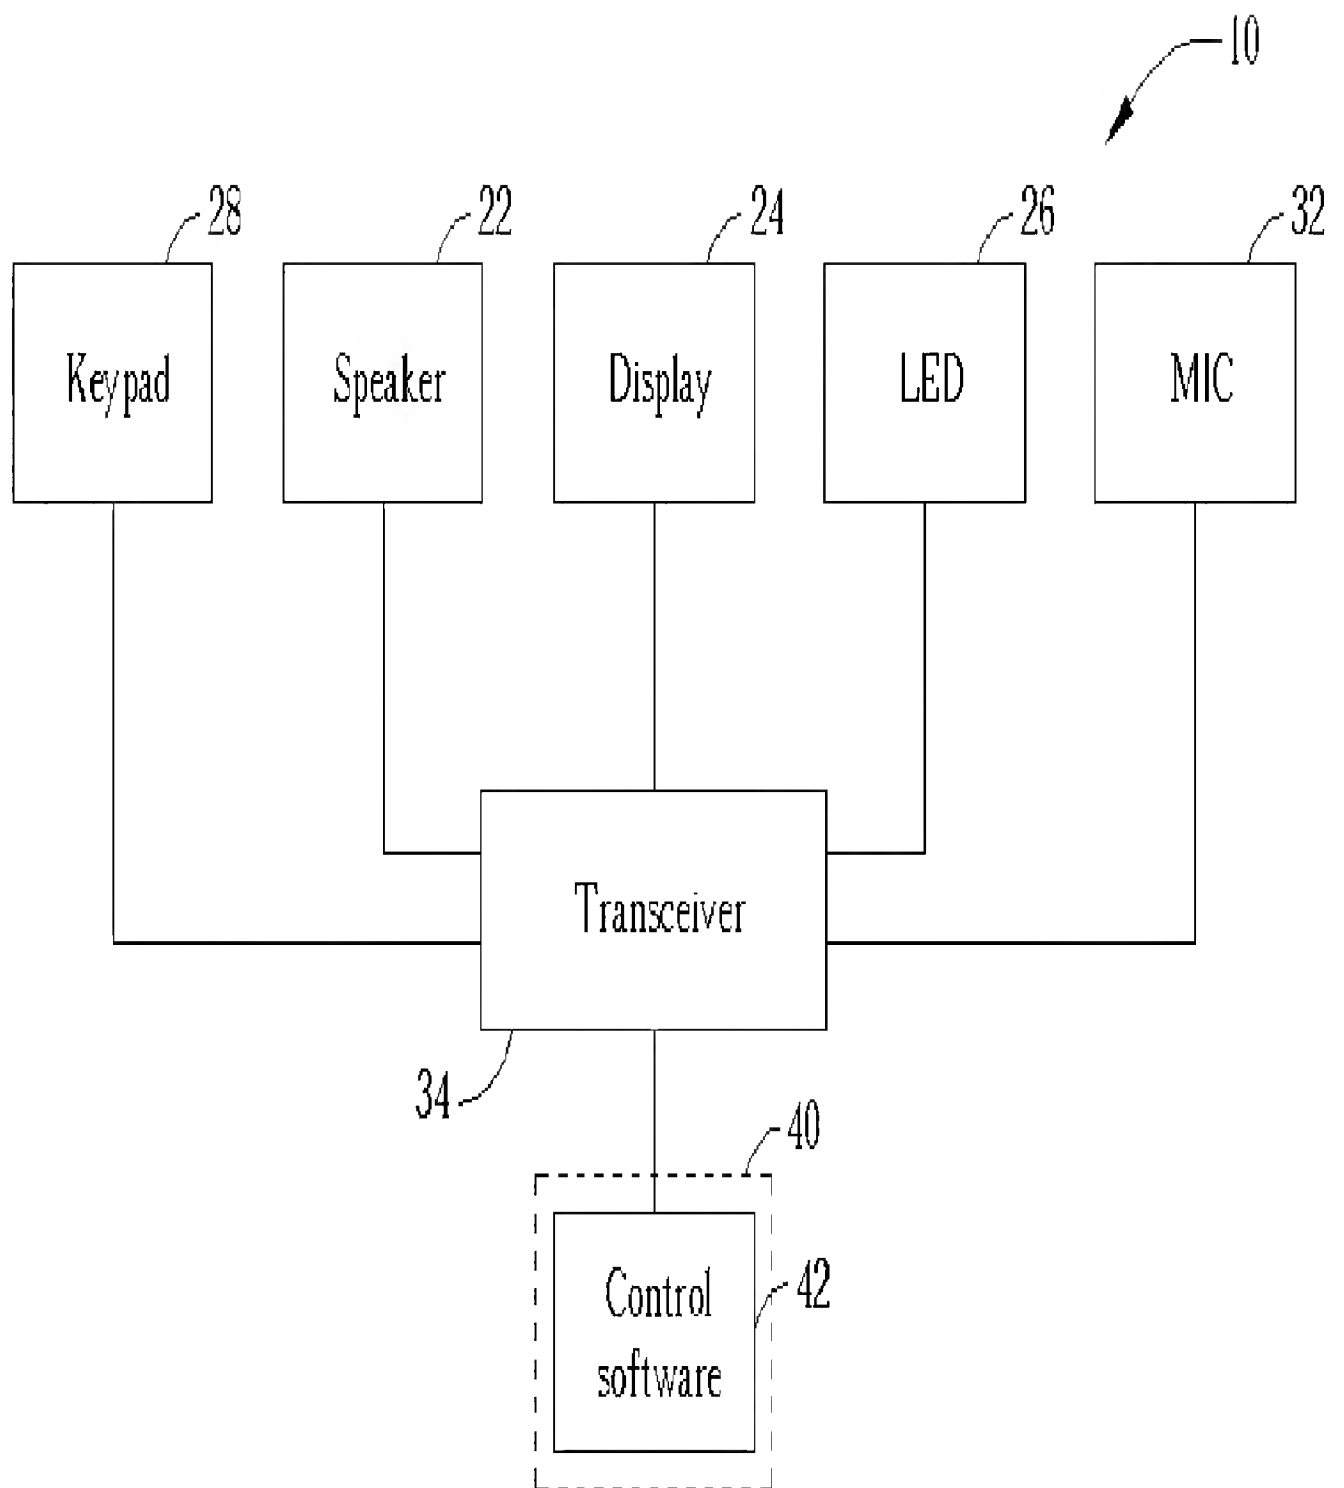 10
28
22
24
26
32
Keypad
Speaker
Display
LED
MIC
Transceiver
34
40
Control
software
42